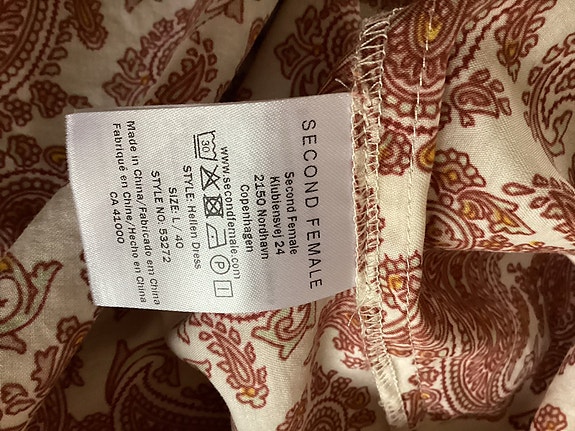 SECOND FEMALE
Second Female
Klubiensvej 24
2150 Nordhavn
Copenhagen
www.secondfemale.com
30
STYLE: Hellen Dress
SIZE: L / 40
STYLE NO: 53272
Made in China/Fabricado em China
Fabriqué en Chine/Hecho en China
CA 41000